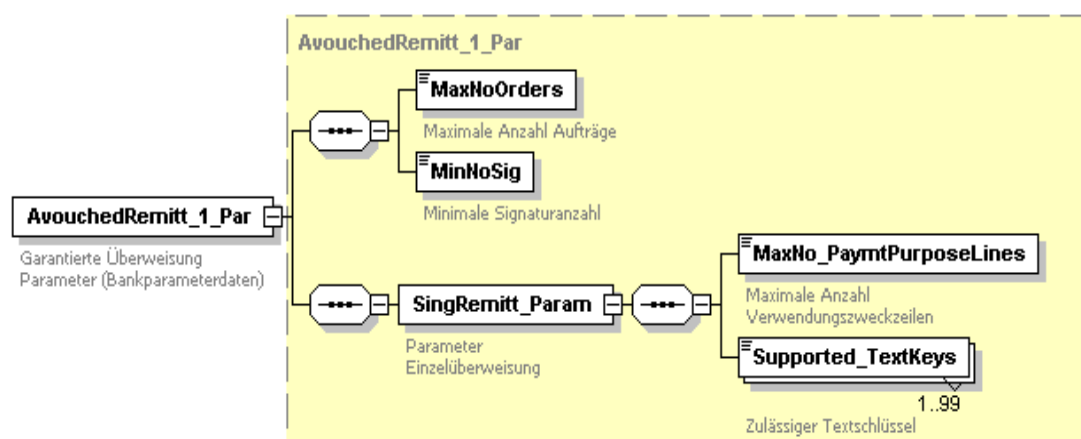 AvouchedRemitt_1_Par
MaxNoOrders
Maximale Anzahl Aufträge
MinNoSig
Minimale Signaturanzahl
AvouchedRemitt_1_Par
Garantierte Überweisung
Parameter (Bankparameterdaten)
SingRemitt_Param
Parameter
Einzelüberweisung
MaxNo_PaymtPurposeLines
Maximale Anzahl
Verwendungszweckzeilen
Supported_TextKeys
1..99
Zulässiger Textschlüssel